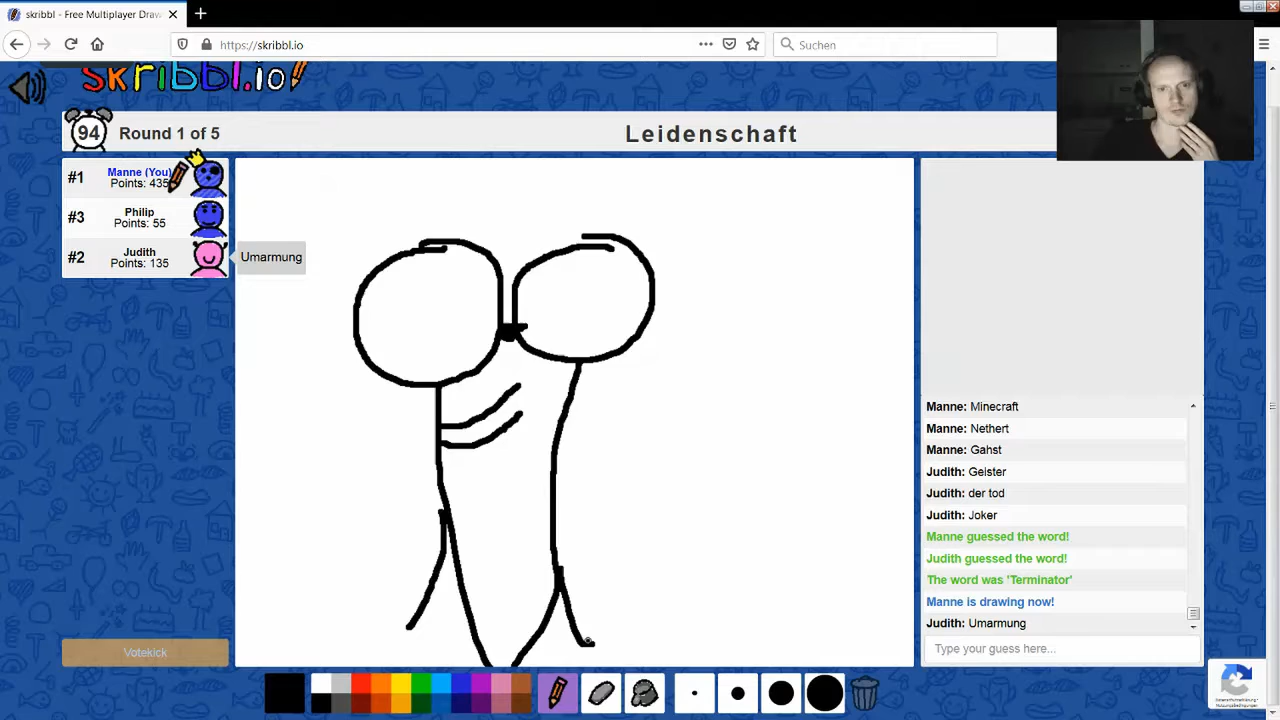 skribbl - Free Multiplayer Draw
https://skribbl.io
Suchen
skribbl.io!
94
Round 1 of 5
Leidenschaft
#1
Manne (You)
Points: 435
#3
Philip
Points: 55
#2
Judith
Points: 135
Umarmung
Manne: Minecraft
Manne: Nethert
Manne: Gahst
Judith: Geister
Judith: der tod
Judith: Joker
Manne guessed the word!
Judith guessed the word!
The word was 'Terminator'
Manne is drawing now!
Judith: Umarmung
Type your guess here...
Votekick